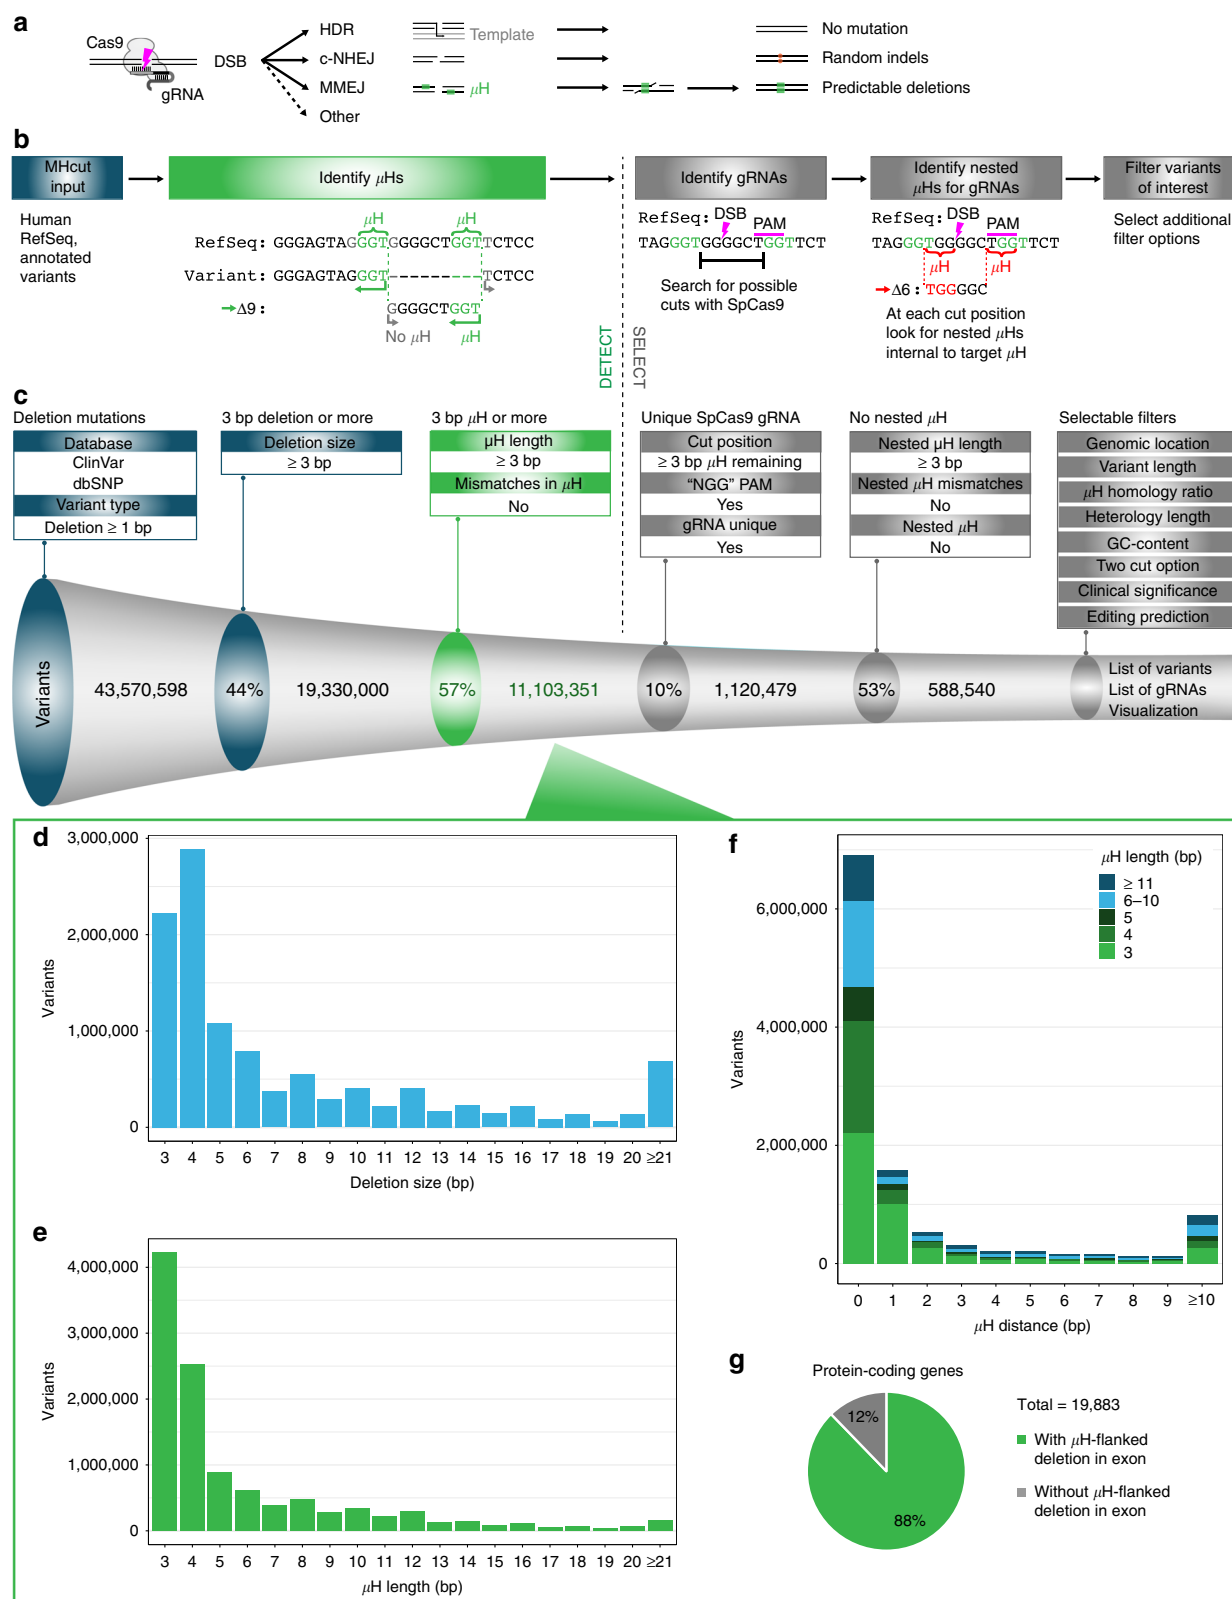 a
Cas9
gRNA
DSB
HDR
c-NHEJ
MMEJ
Other
Template
μH
No mutation
Random indels
Predictable deletions
b
MHcut
input
Identify μHs
Identify gRNAs
Identify nested
μHs for gRNAs
Filter variants
of interest
Human
RefSeq,
annotated
variants
μH μH
RefSeq: GGGAGTAGGGTGGGGCTGGTTCTCC
Variant: GGGAGTAGGGT---------TCTCC
Δ9: GGGGCTGGT
No μH μH
DETECT
SELECT
RefSeq: DSB PAM
TAGGGTGGGGCTGGTTCT
Search for possible
cuts with SpCas9
RefSeq: DSB PAM
TAGGGTGGGGCTGGTTCT
μH μH
Δ6: TGGGGC
At each cut position
look for nested μHs
internal to target μH
Select additional
filter options
c
Deletion mutations
Database
ClinVar
dbSNP
Variant type
Deletion ≥ 1 bp
3 bp deletion or more
Deletion size
≥ 3 bp
3 bp μH or more
μH length
≥ 3 bp
Mismatches in μH
No
Unique SpCas9 gRNA
Cut position
≥ 3 bp μH remaining
“NGG” PAM
Yes
gRNA unique
Yes
No nested μH
Nested μH length
≥ 3 bp
Nested μH mismatches
No
Nested μH
No
Selectable filters
Genomic location
Variant length
μH homology ratio
Heterology length
GC-content
Two cut option
Clinical significance
Editing prediction
Variants
43,570,598
44%
19,330,000
57%
11,103,351
10%
1,120,479
53%
588,540
List of variants
List of gRNAs
Visualization
d
3,000,000
2,000,000
1,000,000
0
Variants
3 4 5 6 7 8 9 10 11 12 13 14 15 16 17 18 19 20 ≥21
Deletion size (bp)
e
4,000,000
3,000,000
2,000,000
1,000,000
0
Variants
3 4 5 6 7 8 9 10 11 12 13 14 15 16 17 18 19 20 ≥21
μH length (bp)
f
μH length (bp)
≥ 11
6–10
5
4
3
6,000,000
4,000,000
2,000,000
0
Variants
0 1 2 3 4 5 6 7 8 9 ≥10
μH distance (bp)
g
Protein-coding genes
12%
88%
Total = 19,883
With μH-flanked
deletion in exon
Without μH-flanked
deletion in exon